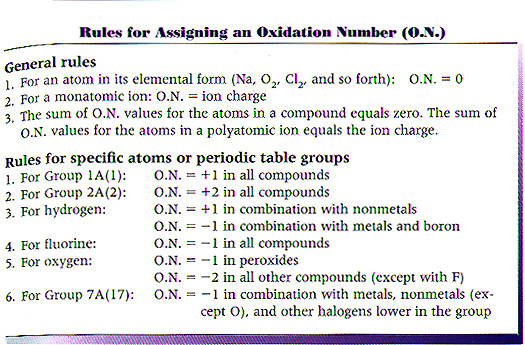 Rules for Assigning an Oxidation Number (O.N.)
General rules
1. For an atom in its elemental form (Na, O₂, Cl₂, and so forth): O.N. = 0
2. For a monatomic ion: O.N. = ion charge
3. The sum of O.N. values for the atoms in a compound equals zero. The sum of
O.N. values for the atoms in a polyatomic ion equals the ion charge.
Rules for specific atoms or periodic table groups
1. For Group 1A(1): O.N. = +1 in all compounds
2. For Group 2A(2): O.N. = +2 in all compounds
3. For hydrogen: O.N. = +1 in combination with nonmetals
O.N. = −1 in combination with metals and boron
4. For fluorine: O.N. = −1 in all compounds
5. For oxygen: O.N. = −1 in peroxides
O.N. = −2 in all other compounds (except with F)
6. For Group 7A(17): O.N. = −1 in combination with metals, nonmetals (ex-
cept O), and other halogens lower in the group